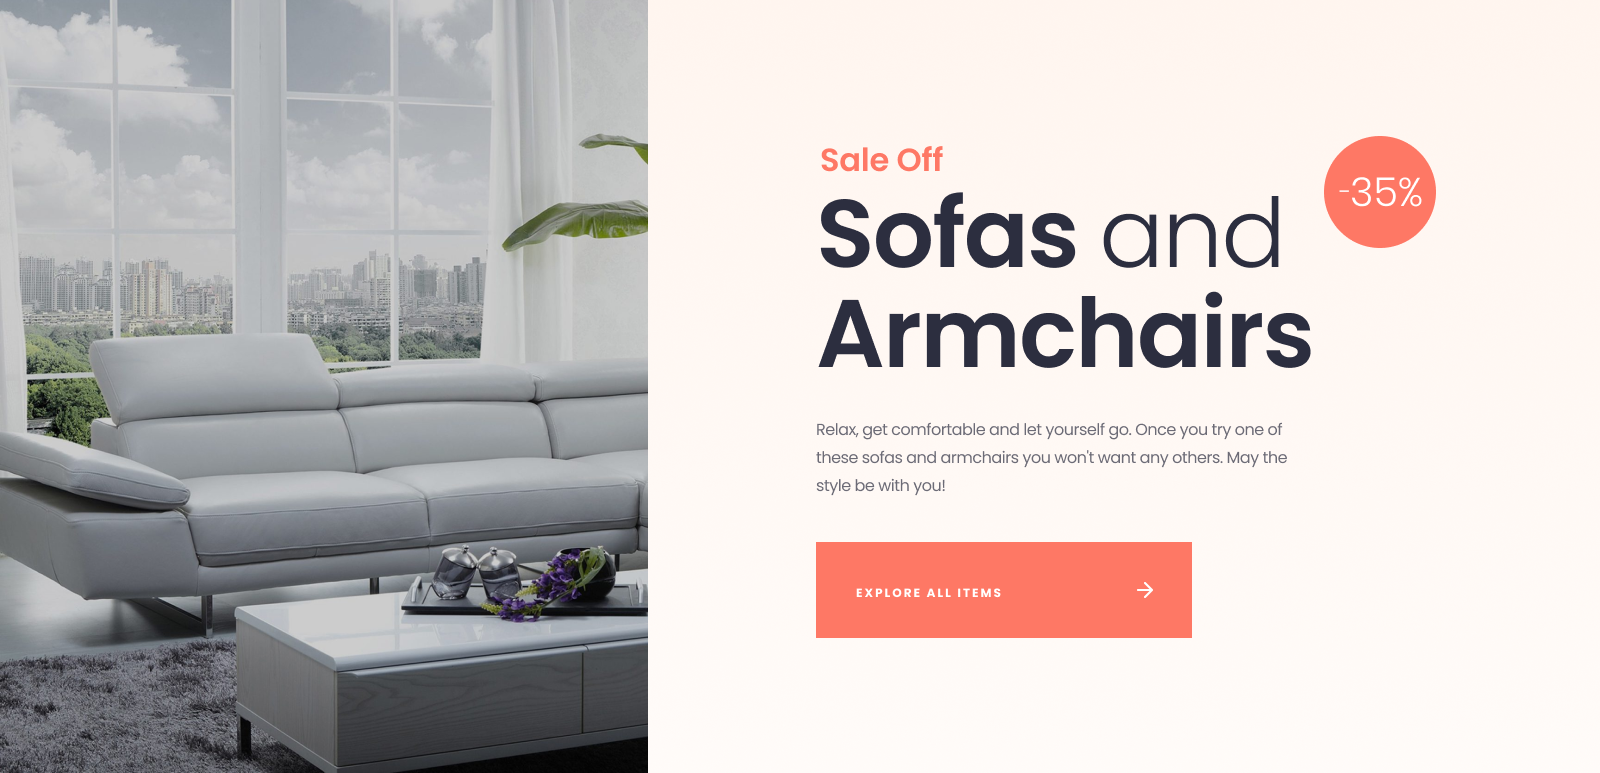 Sale Off
-35%
Sofas and
Armchairs
Relax, get comfortable and let yourself go. Once you try one of
these sofas and armchairs you won't want any others. May the
style be with you!
EXPLORE ALL ITEMS